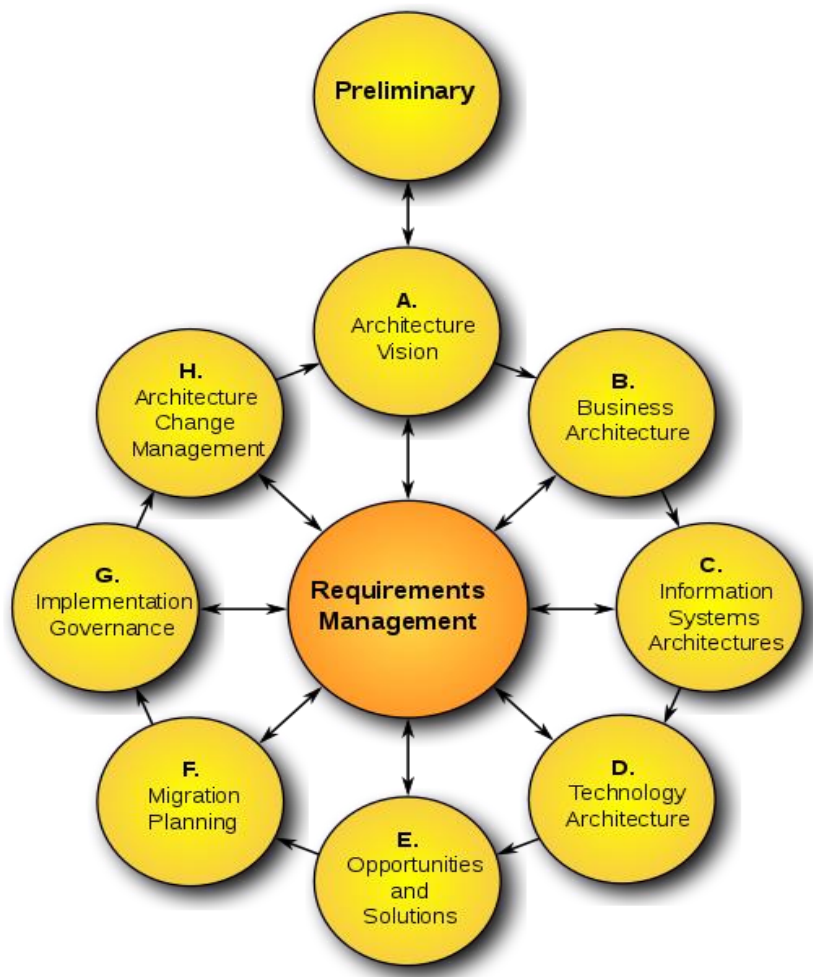 Preliminary
A.
Architecture
Vision
B.
Business
Architecture
C.
Information
Systems
Architectures
D.
Technology
Architecture
E.
Opportunities
and
Solutions
F.
Migration
Planning
G.
Implementation
Governance
H.
Architecture
Change
Management
Requirements
Management